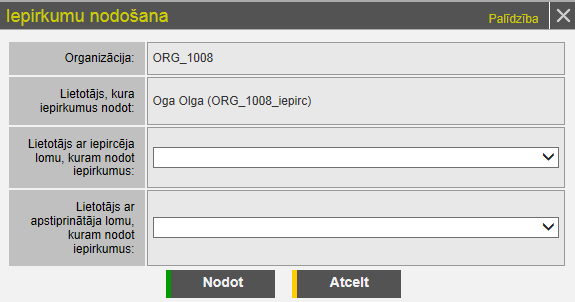 Iepirkumu nodošana
Palīdzība
Organizācija:
ORG_1008
Lietotājs, kura
iepirkumus nodot:
Oga Olga (ORG_1008_iepirc)
Lietotājs ar iepircēja
lomu, kuram nodot
iepirkumus:
Lietotājs ar
apstiprinātāja lomu,
kuram nodot
iepirkumus:
Nodot
Atcelt